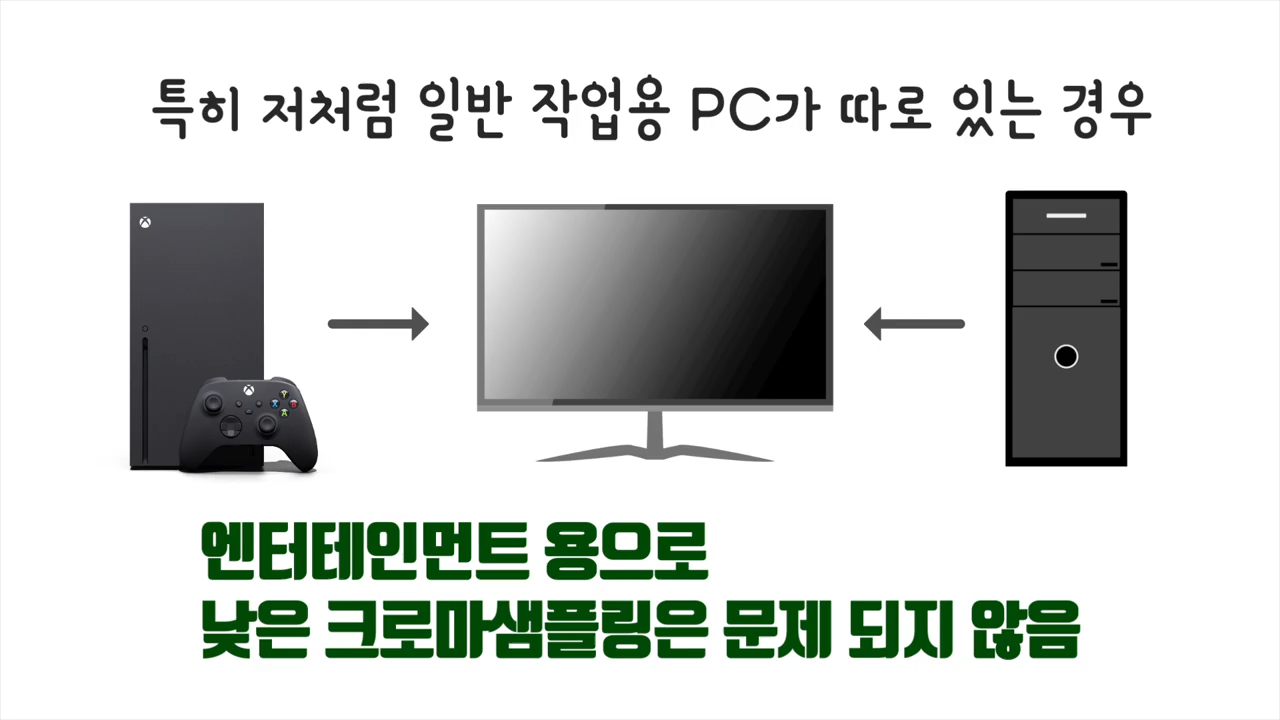 특히 저처럼 일반 작업용 PC가 따로 있는 경우
엔터테인먼트 용으로
낮은 크로마샘플링은 문제 되지 않음